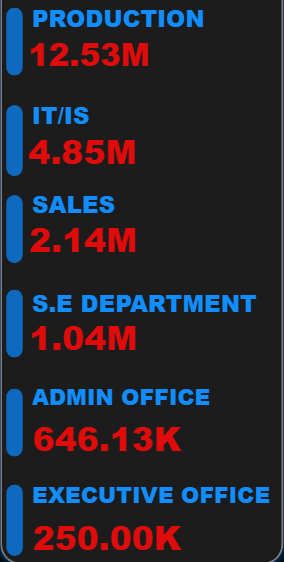 PRODUCTION
12.53M
IT/IS
4.85M
SALES
2.14M
S.E DEPARTMENT
1.04M
ADMIN OFFICE
646.13K
EXECUTIVE OFFICE
250.00K